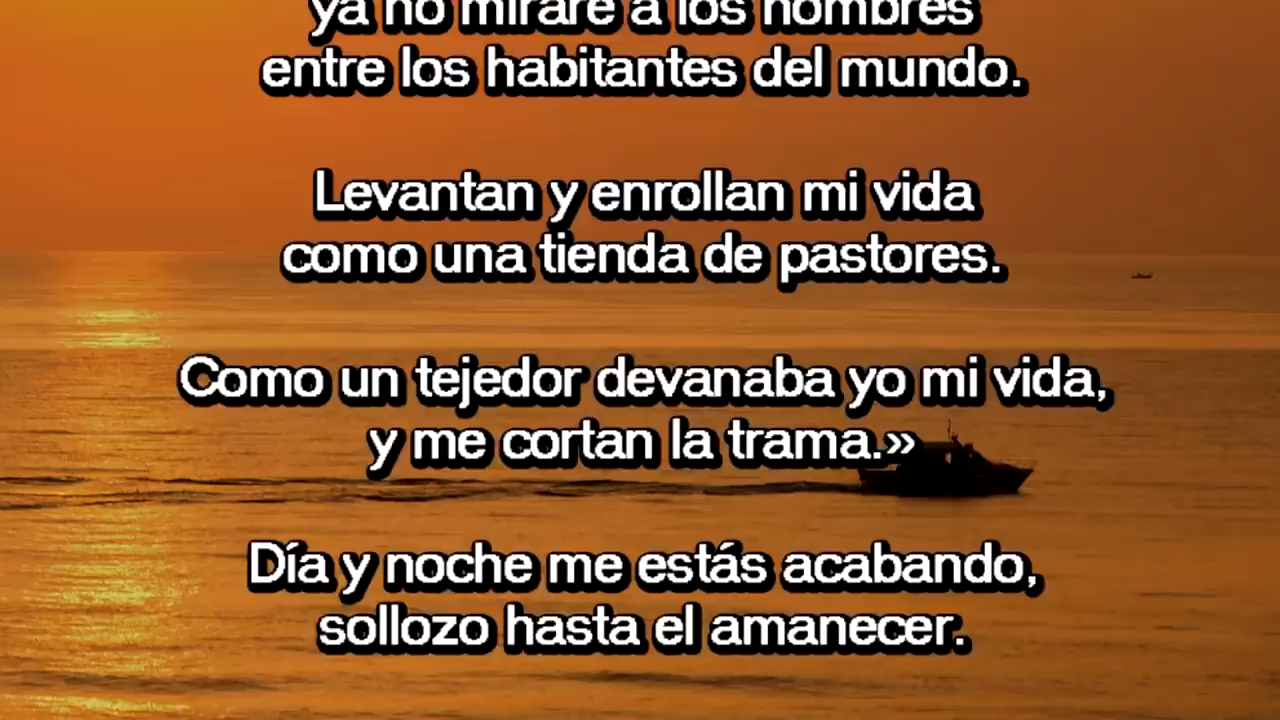 ya no miraré a los hombres
entre los habitantes del mundo.
Levantan y enrollan mi vida
como una tienda de pastores.
Como un tejedor devanaba yo mi vida,
y me cortan la trama.»
Día y noche me estás acabando,
sollozo hasta el amanecer.